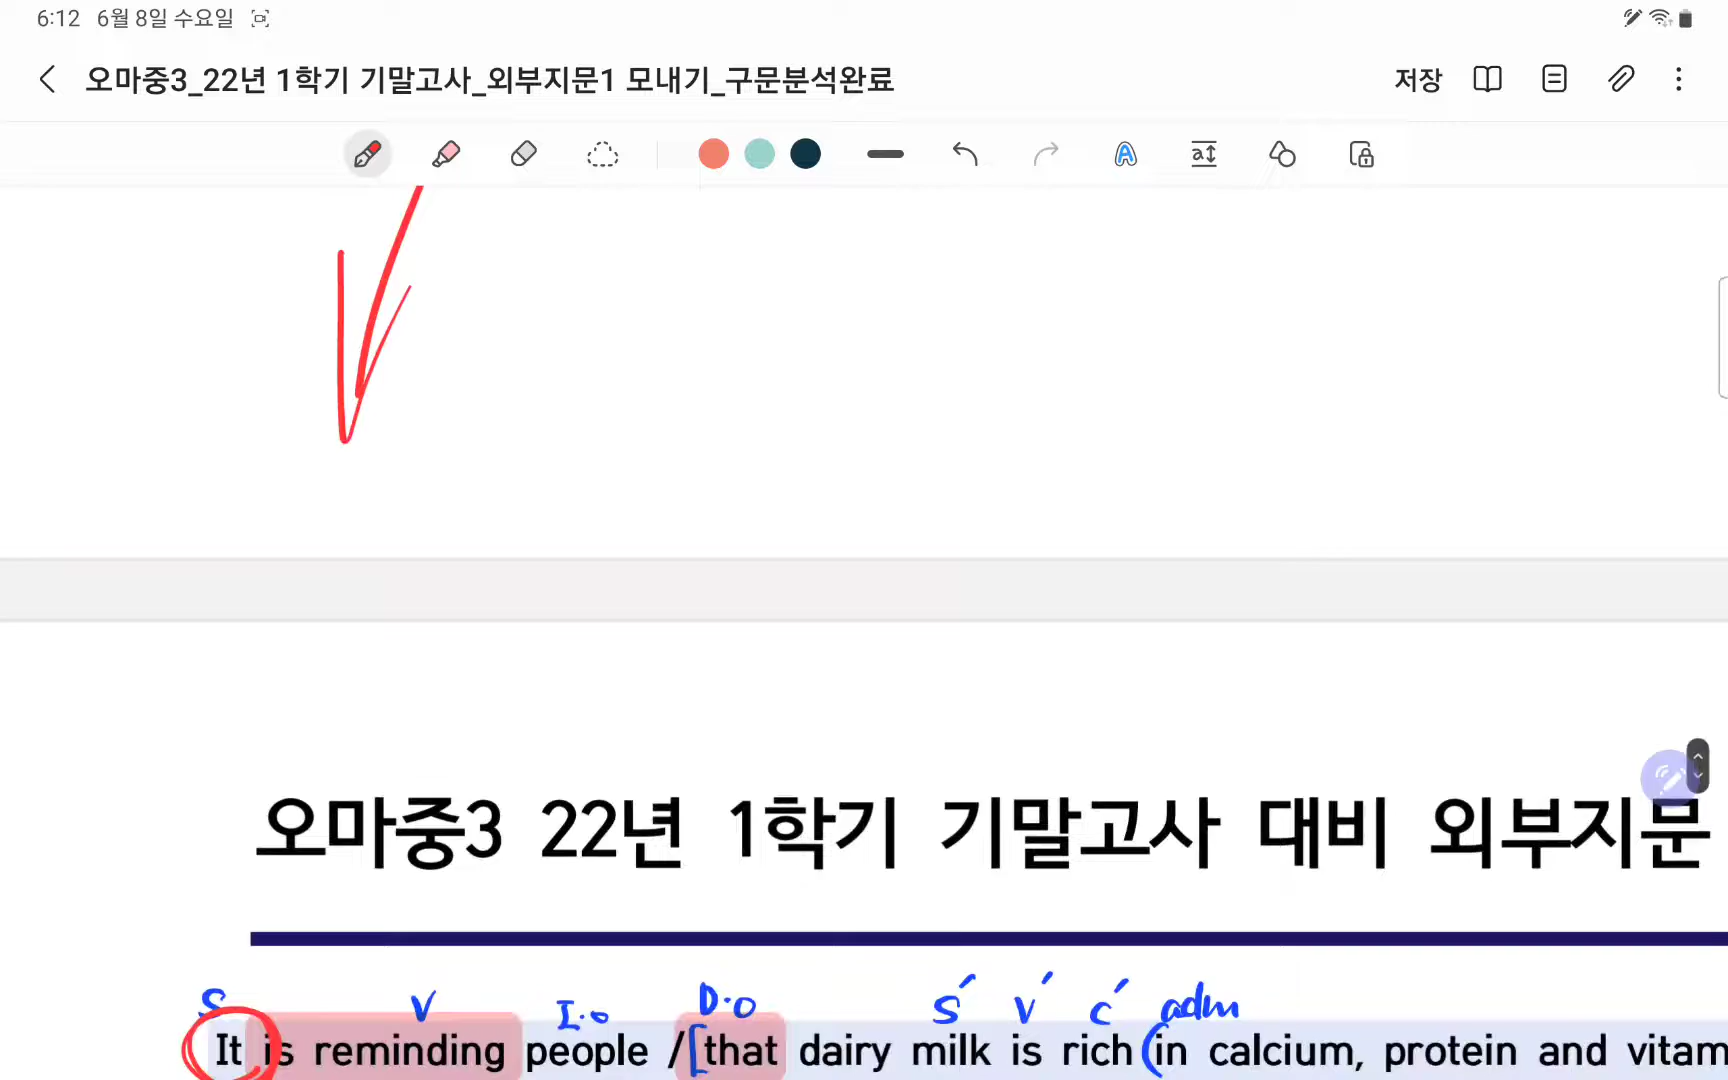 6:12 6월 8일 수요일
오마중3_22년 1학기 기말고사_외부지문1 모내기_구문분석완료 저장
오마중3 22년 1학기 기말고사 대비 외부지문
S V I·O D·O S′ V′ C′
It is reminding people / [that dairy milk is rich (in calcium, protein and vitam